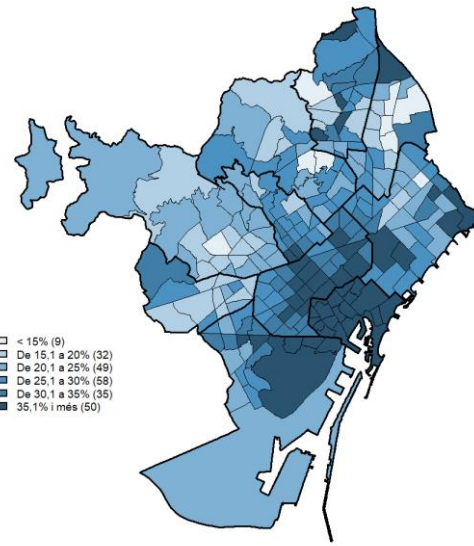 < 15% (9)
De 15,1 a 20% (32)
De 20,1 a 25% (49)
De 25,1 a 30% (58)
De 30,1 a 35% (35)
35,1% i més (50)